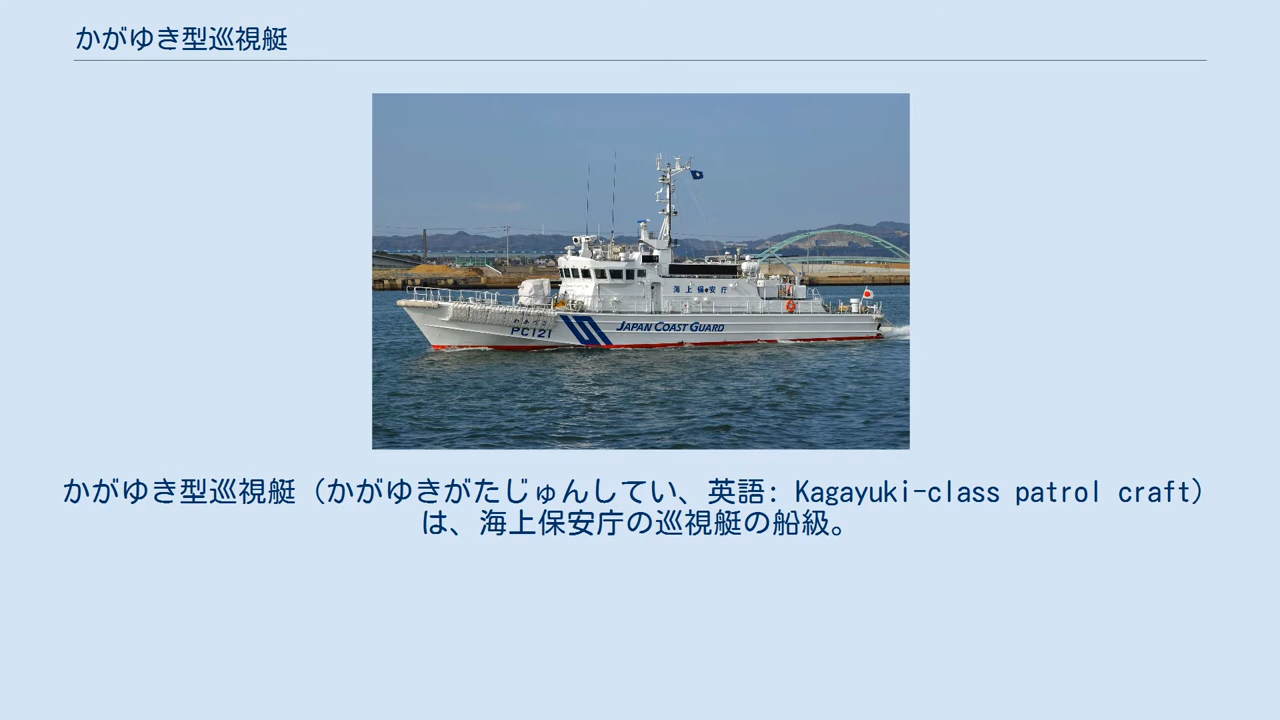 かがゆき型巡視艇
海上保安庁
PC121
JAPAN COAST GUARD
かがゆき型巡視艇（かがゆきがたじゅんしてい、英語: Kagayuki-class patrol craft）
は、海上保安庁の巡視艇の船級。